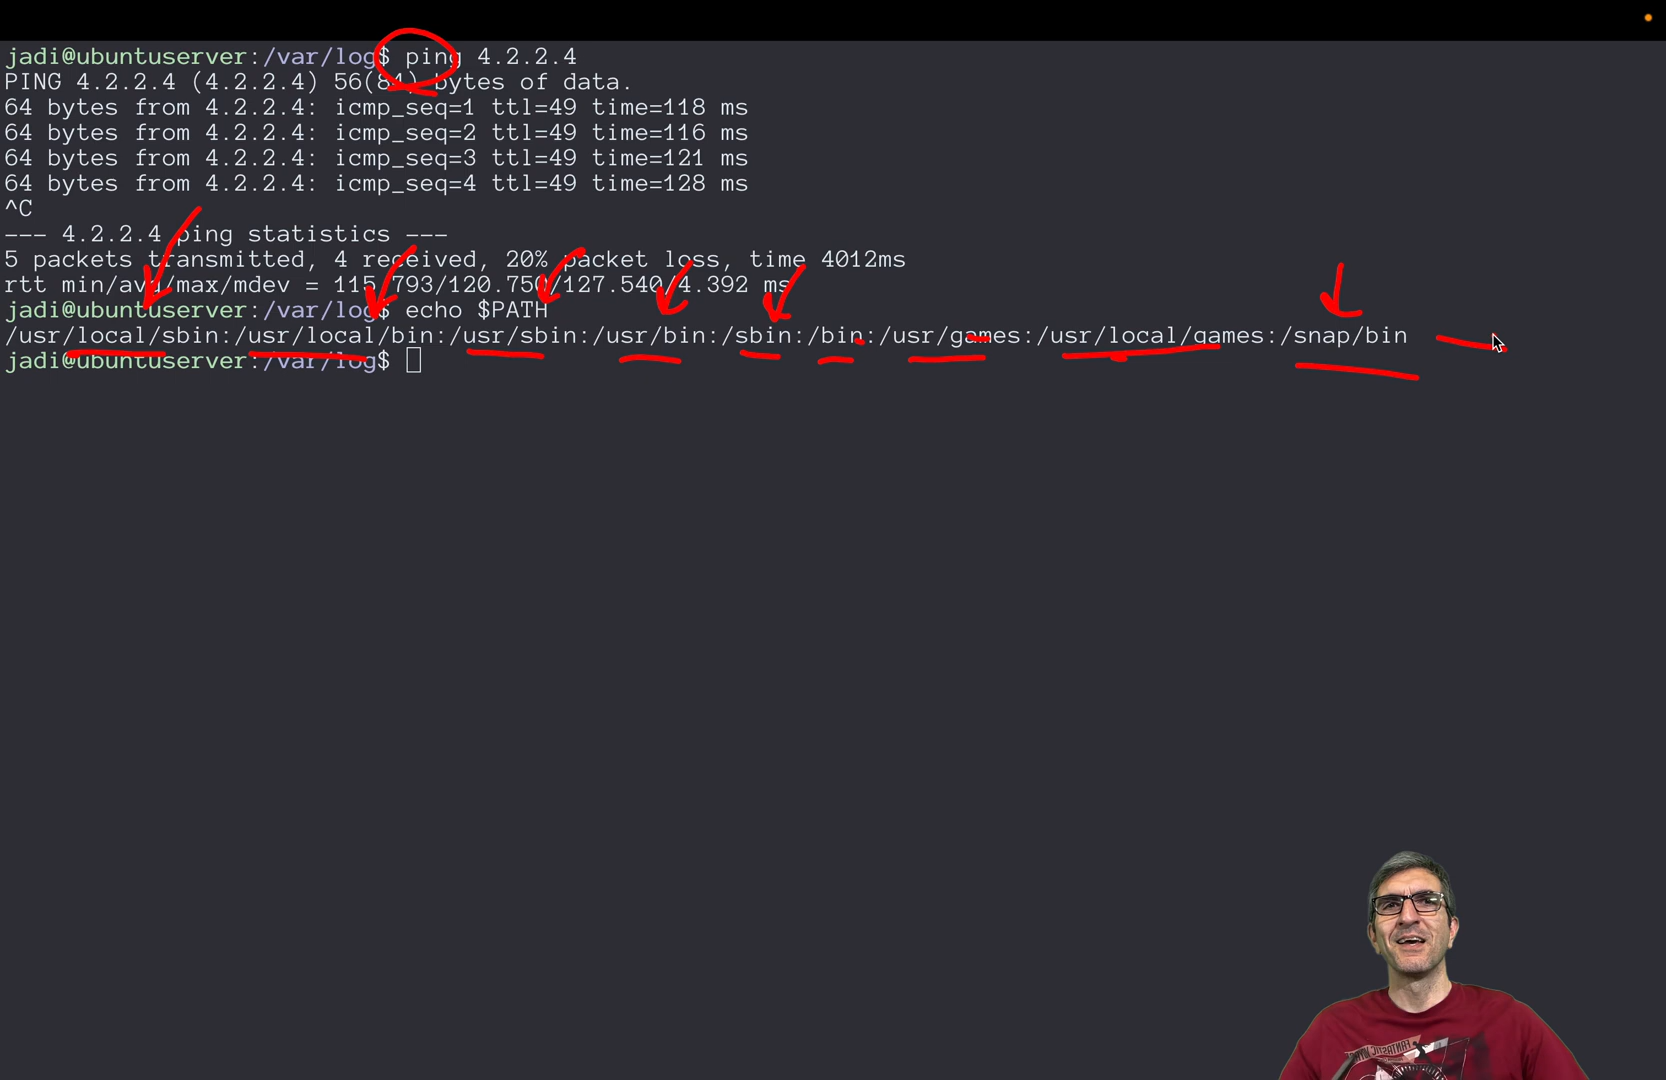 jadi@ubuntuserver:/var/log$ ping 4.2.2.4
PING 4.2.2.4 (4.2.2.4) 56(84) bytes of data.
64 bytes from 4.2.2.4: icmp_seq=1 ttl=49 time=118 ms
64 bytes from 4.2.2.4: icmp_seq=2 ttl=49 time=116 ms
64 bytes from 4.2.2.4: icmp_seq=3 ttl=49 time=121 ms
64 bytes from 4.2.2.4: icmp_seq=4 ttl=49 time=128 ms
^C
--- 4.2.2.4 ping statistics ---
5 packets transmitted, 4 received, 20% packet loss, time 4012ms
rtt min/avg/max/mdev = 115.793/120.750/127.540/4.392 ms
jadi@ubuntuserver:/var/log$ echo $PATH
/usr/local/sbin:/usr/local/bin:/usr/sbin:/usr/bin:/sbin:/bin:/usr/games:/usr/local/games:/snap/bin
jadi@ubuntuserver:/var/log$